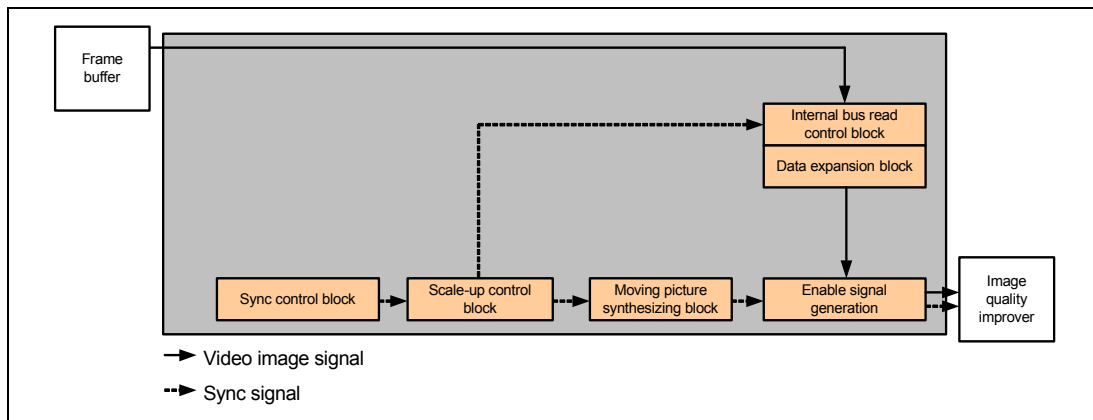 Frame
buffer
Internal bus read
control block
Data expansion block
Sync control block
Scale-up control
block
Moving picture
synthesizing block
Enable signal
generation
Image
quality
improver
Video image signal
Sync signal